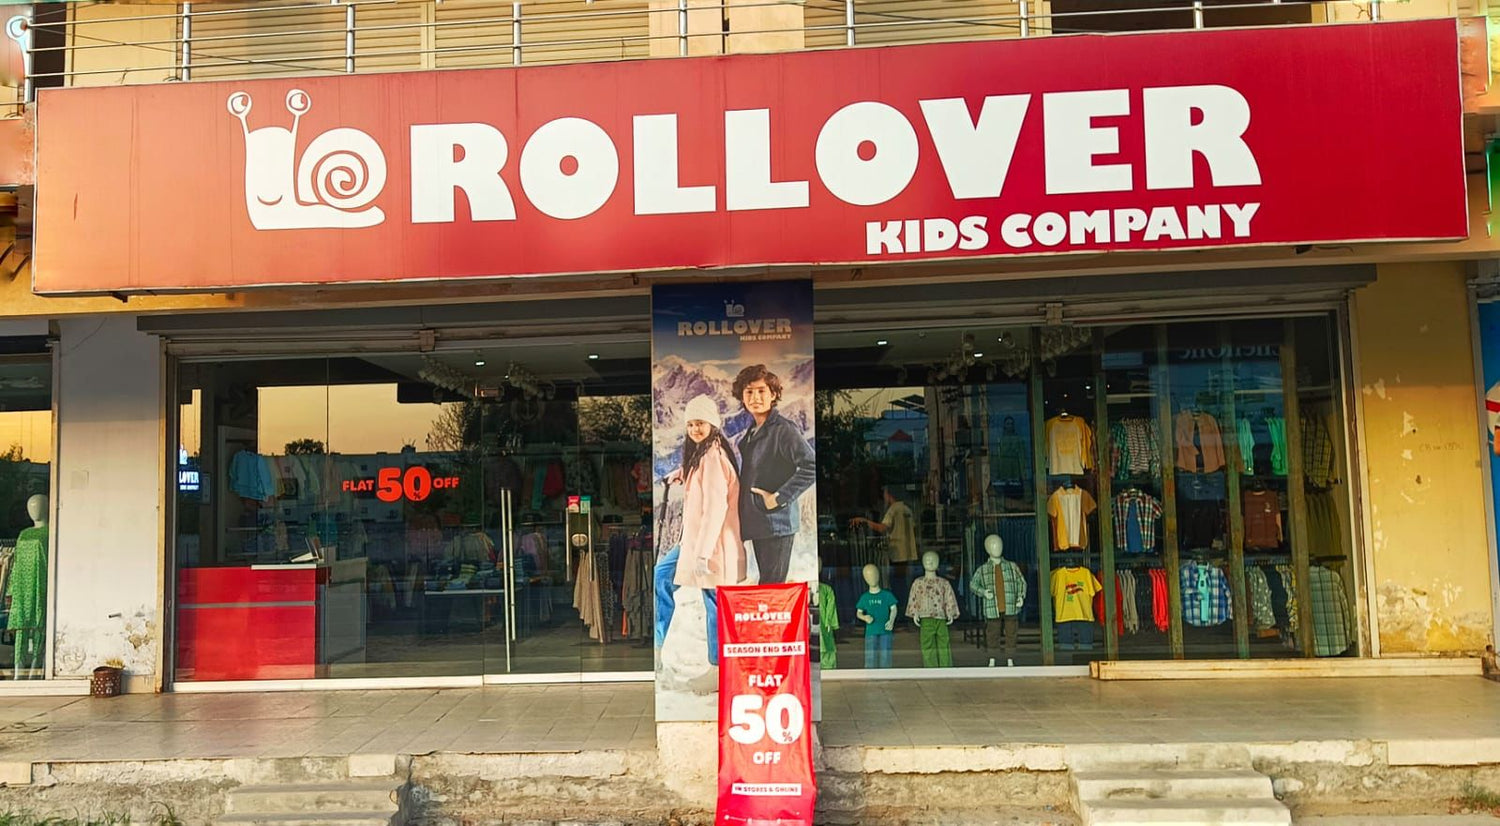 ROLLOVER
KIDS COMPANY
ROLLOVER
KIDS COMPANY
FLAT 50% OFF
ROLLOVER
SEASON END SALE
FLAT
50%
OFF
IN STORES & ONLINE